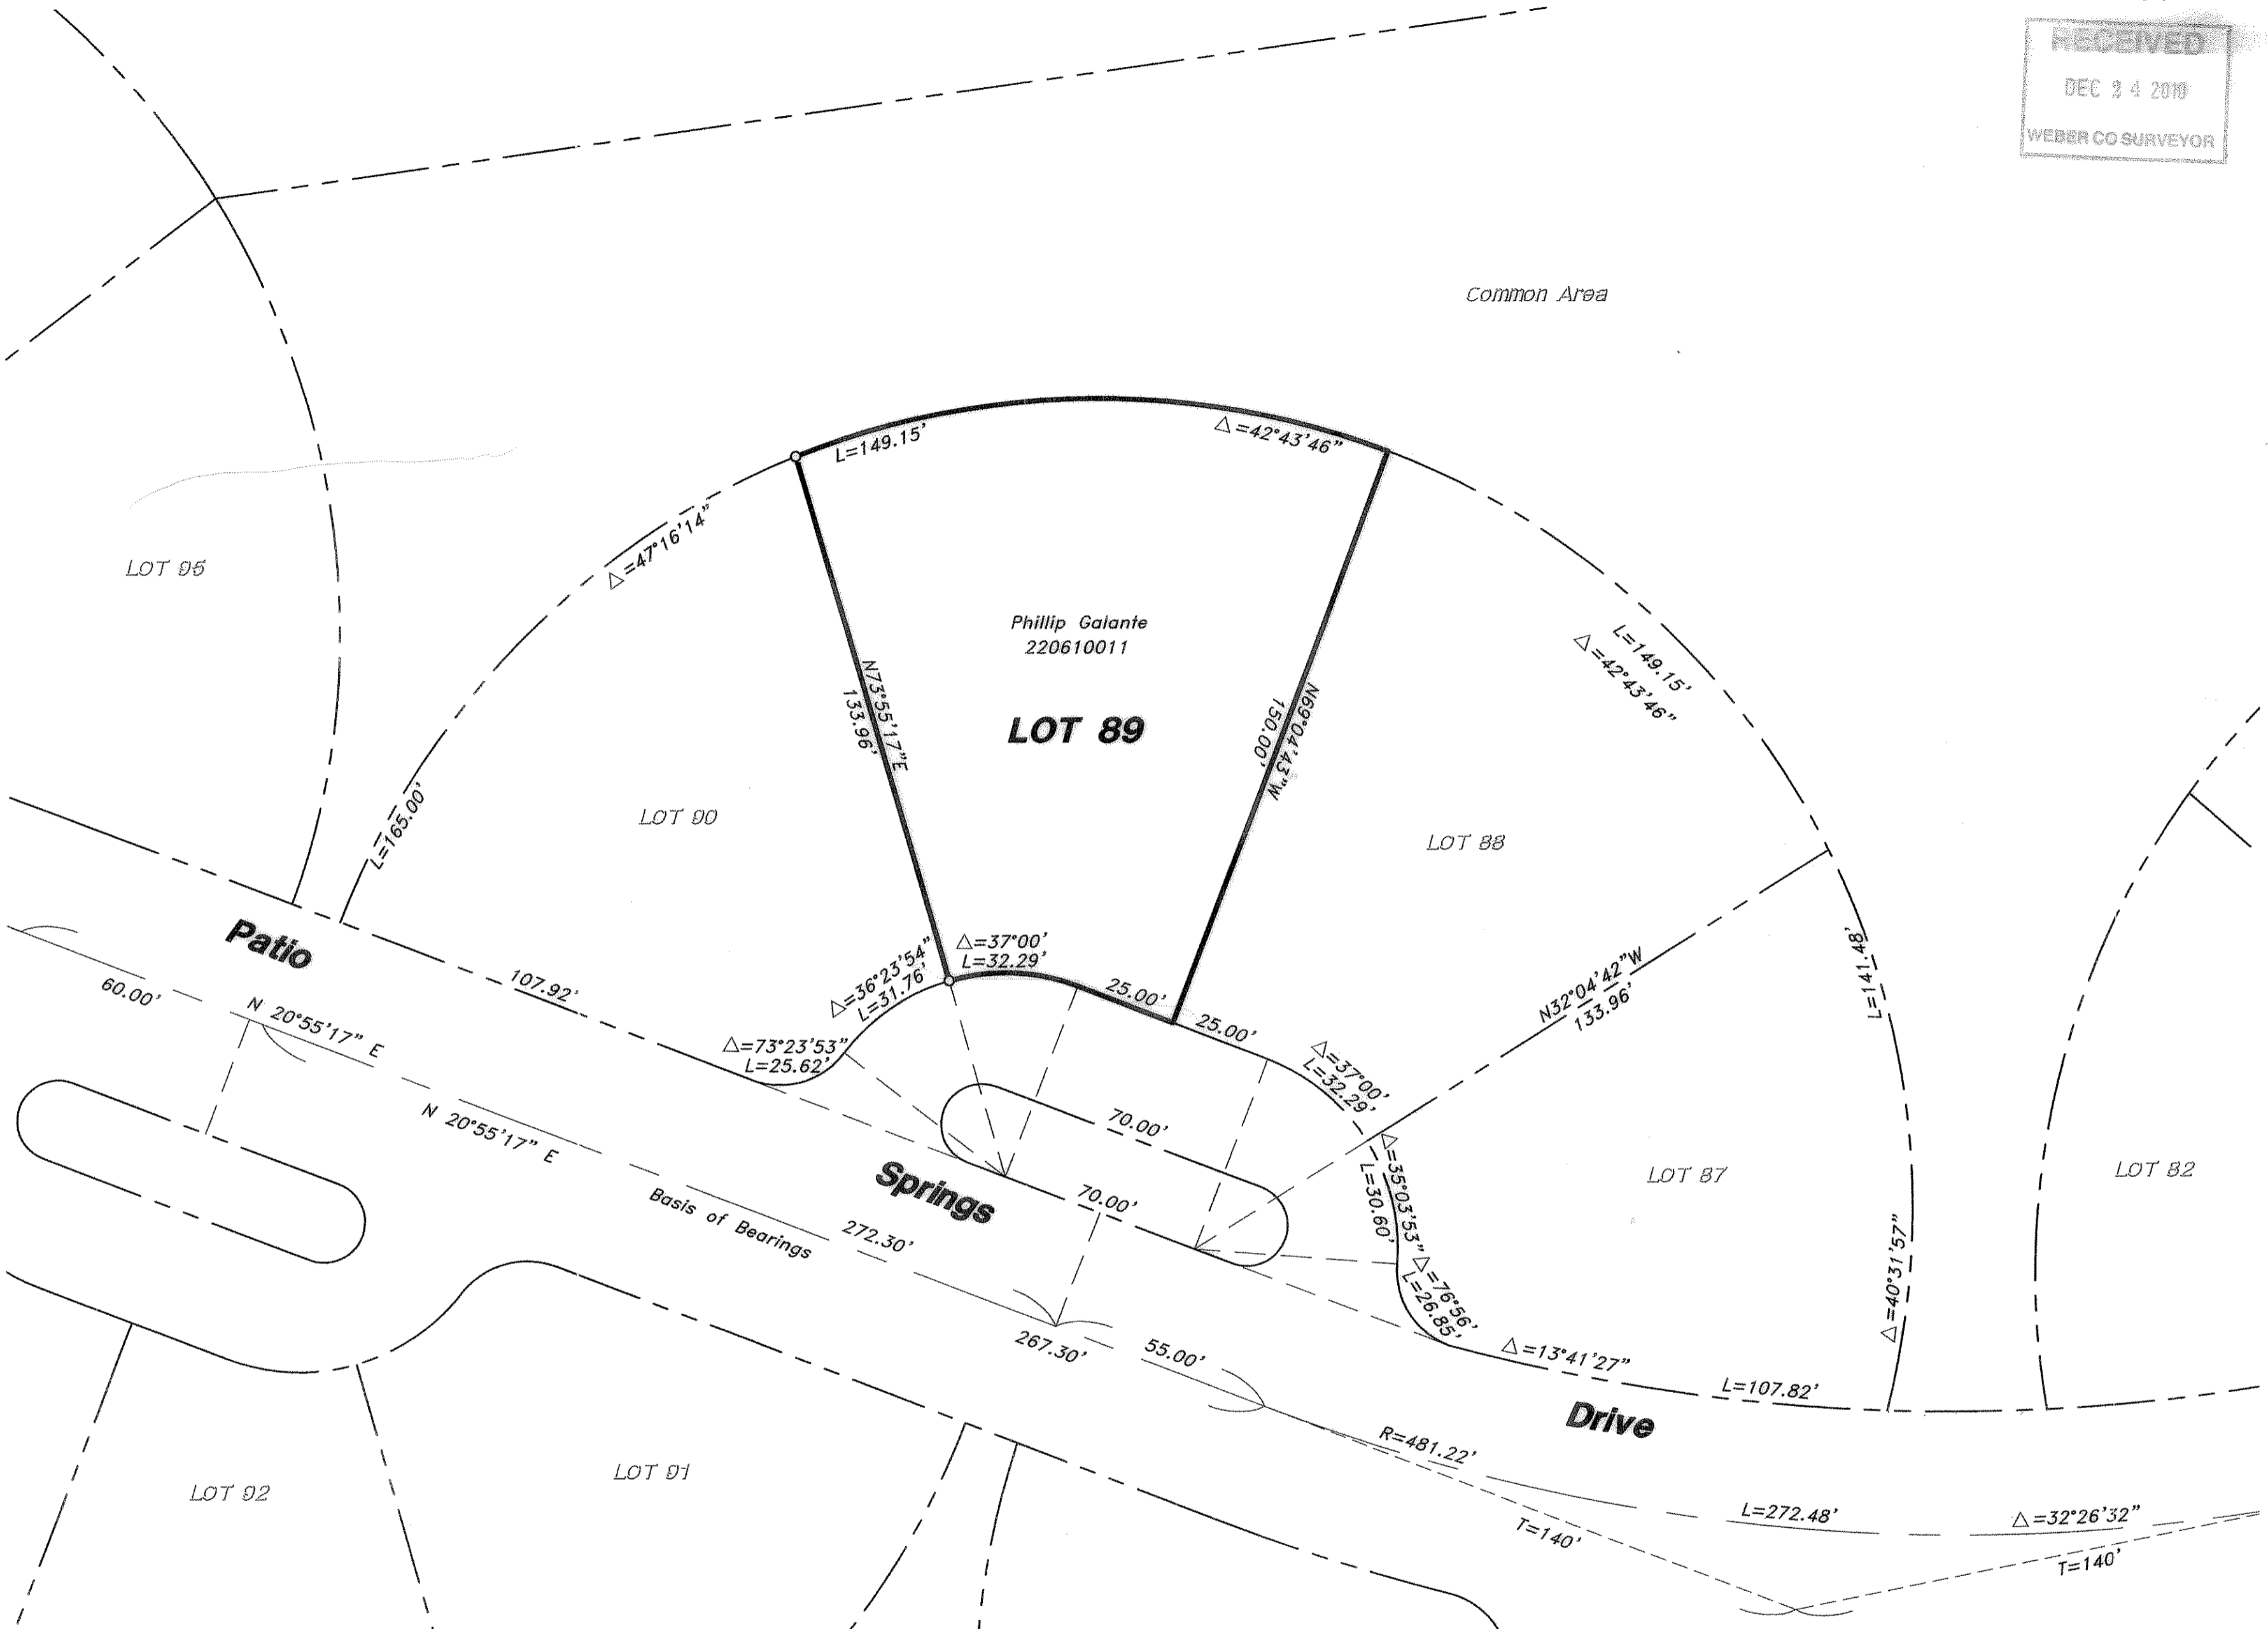 RECEIVED
DEC 24 2010
WEBER CO SURVEYOR
Common Area
L=149.15'
△=42°43'46"
△=47°16'14"
LOT 95
Phillip Galante
220610011
L=149.15'
△=42°43'46"
N73°55'17"E
133.96'
LOT 89
N69°04'43"W
150.00'
L=165.00'
LOT 90
LOT 88
Patio
60.00'
N 20°55'17" E
107.92'
△=36°23'54"
L=31.76'
△=37°00'
L=32.29'
25.00'
25.00'
N32°04'42"W
133.96'
L=141.48'
△=73°23'53"
L=25.62'
△=37°00'
L=32.29'
N 20°55'17" E
70.00'
70.00'
Springs
△=35°03'53"
L=30.60'
LOT 87
LOT 82
Basis of Bearings
272.30'
△=76°56'
L=26.85'
△=40°31'57"
267.30'
55.00'
△=13°41'27"
L=107.82'
Drive
R=481.22'
LOT 92
LOT 91
L=272.48'
△=32°26'32"
T=140'
T=140'